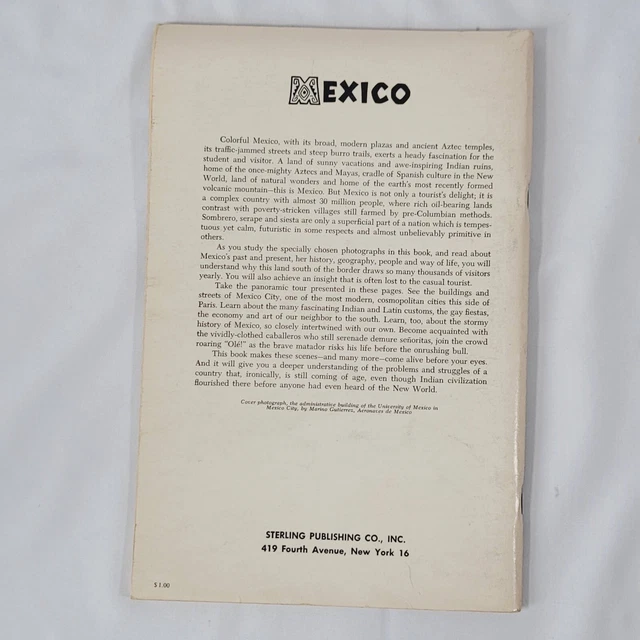 MEXICO
Colorful Mexico, with its broad, modern plazas and ancient Aztec temples,
its traffic-jammed streets and steep burro trails, exerts a heady fascination for the
student and visitor. A land of sunny vacations and awe-inspiring Indian ruins,
home of the once-mighty Aztecs and Mayas, cradle of Spanish culture in the New
World, land of natural wonders and home of the earth's most recently formed
volcanic mountain—this is Mexico. But Mexico is not only a tourist's delight; it is
a complex country with almost 30 million people, where rich oil-bearing lands
contrast with poverty-stricken villages still farmed by pre-Columbian methods.
Sombrero, serape and siesta are only a superficial part of a nation which is tempes-
tuous yet calm, futuristic in some respects and almost unbelievably primitive in
others.
As you study the specially chosen photographs in this book, and read about
Mexico's past and present, her history, geography, people and way of life, you will
understand why this land south of the border draws so many thousands of visitors
yearly. You will also achieve an insight that is often lost to the casual tourist.
Take the panoramic tour presented in these pages. See the buildings and
streets of Mexico City, one of the most modern, cosmopolitan cities this side of
Paris. Learn about the many fascinating Indian and Latin customs, the gay fiestas,
the economy and art of our neighbor to the south. Learn, too, about the stormy
history of Mexico, so closely intertwined with our own. Become acquainted with
the vividly-clothed caballeros who still serenade demure señoritas, join the crowd
roaring "Olé!" as the brave matador risks his life before the onrushing bull.
This book makes these scenes—and many more—come alive before your eyes.
And it will give you a deeper understanding of the problems and struggles of a
country that, ironically, is still coming of age, even though Indian civilization
flourished there before anyone had even heard of the New World.
Cover photograph, the administrative building of the University of Mexico in
Mexico City, by Marina Gutierrez, Aeronaves de Mexico
STERLING PUBLISHING CO., INC.
419 Fourth Avenue, New York 16
$1.00